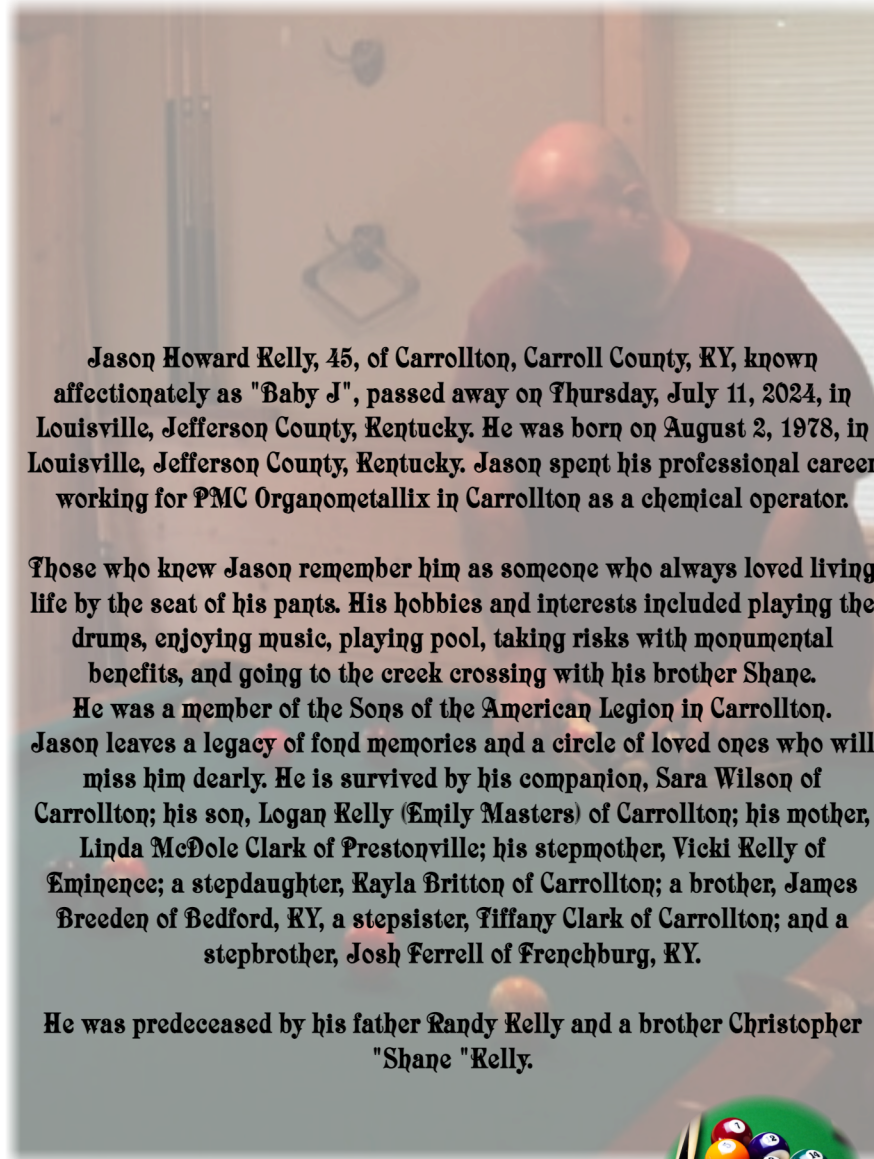 Jason Howard Kelly, 45, of Carrollton, Carroll County, KY, known
affectionately as "Baby J", passed away on Thursday, July 11, 2024, in
Louisville, Jefferson County, Kentucky. He was born on August 2, 1978, in
Louisville, Jefferson County, Kentucky. Jason spent his professional career
working for PMC Organometallix in Carrollton as a chemical operator.
Those who knew Jason remember him as someone who always loved living
life by the seat of his pants. His hobbies and interests included playing the
drums, enjoying music, playing pool, taking risks with monumental
benefits, and going to the creek crossing with his brother Shane.
He was a member of the Sons of the American Legion in Carrollton.
Jason leaves a legacy of fond memories and a circle of loved ones who will
miss him dearly. He is survived by his companion, Sara Wilson of
Carrollton; his son, Logan Kelly (Emily Masters) of Carrollton; his mother,
Linda McDole Clark of Prestonville; his stepmother, Vicki Kelly of
Eminence; a stepdaughter, Kayla Britton of Carrollton; a brother, James
Breeden of Bedford, KY, a stepsister, Tiffany Clark of Carrollton; and a
stepbrother, Josh Ferrell of Frenchburg, KY.
He was predeceased by his father Randy Kelly and a brother Christopher
"Shane "Kelly.